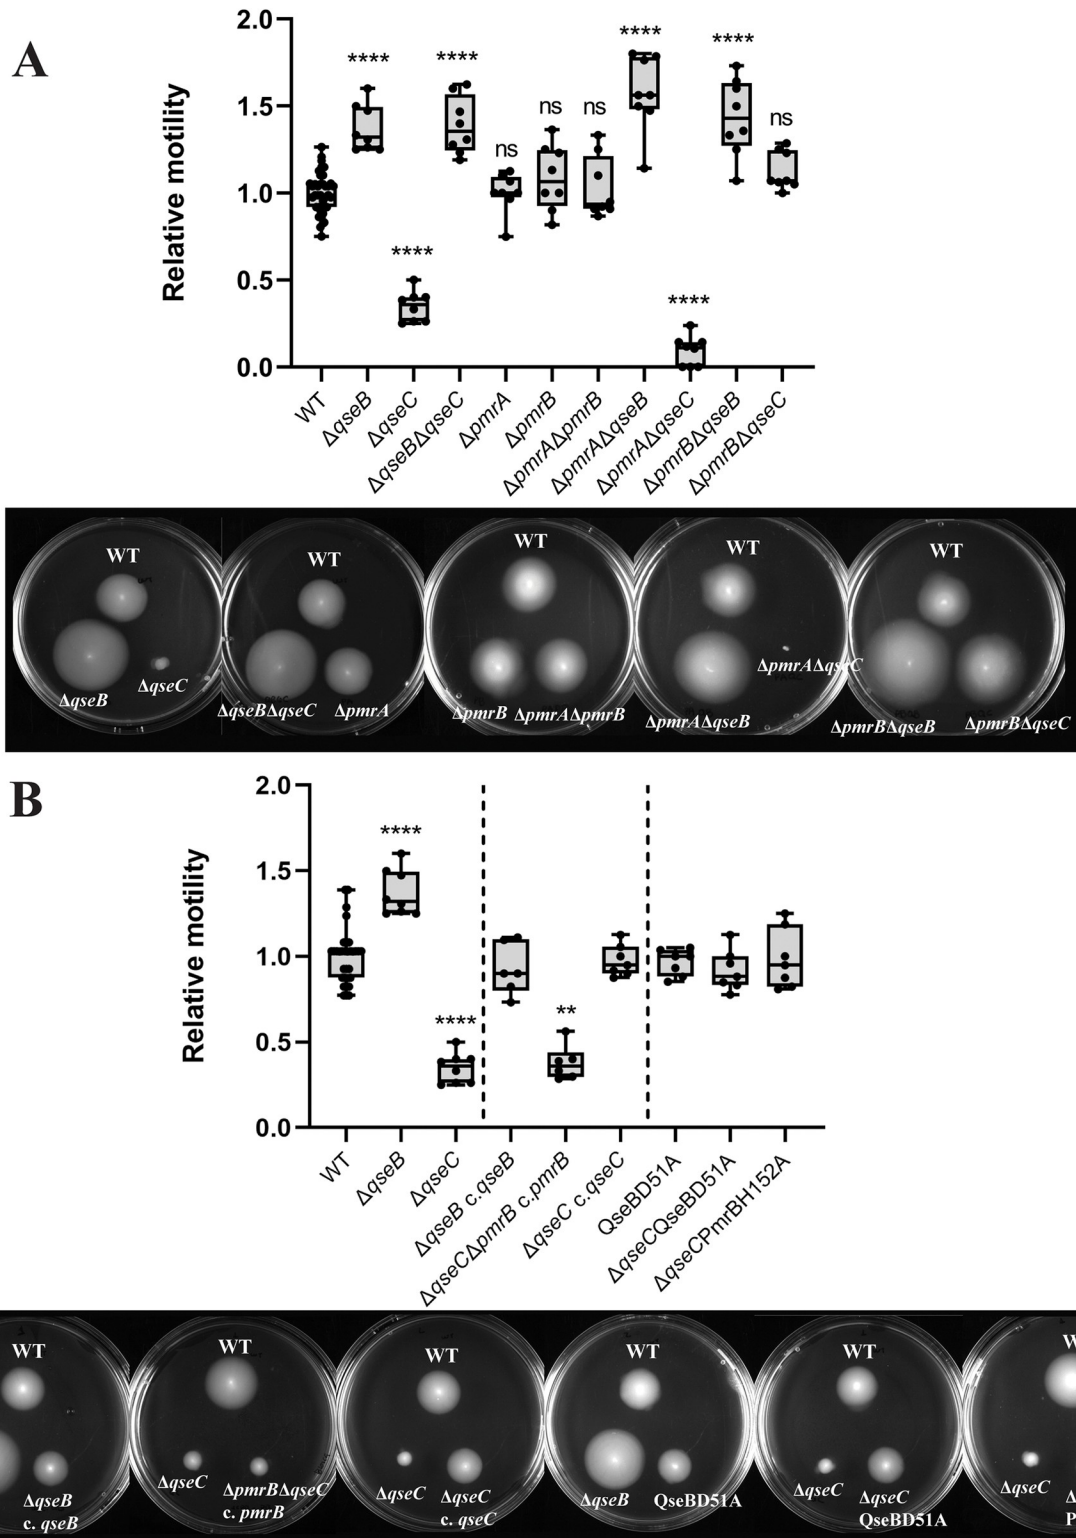 A
Relative motility
2.0
1.5
1.0
0.5
0.0
****
****
****
ns
ns
ns
****
****
****
ns
WT
ΔqseB
ΔqseC
ΔqseBΔqseC
ΔpmrA
ΔpmrB
ΔpmrAΔpmrB
ΔpmrAΔqseB
ΔpmrAΔqseC
ΔpmrBΔqseB
ΔpmrBΔqseC
WT
ΔqseB
ΔqseC
WT
ΔqseBΔqseC
ΔpmrA
WT
ΔpmrB
ΔpmrAΔpmrB
WT
ΔpmrAΔqseC
ΔpmrAΔqseB
WT
ΔpmrBΔqseB
ΔpmrBΔqseC
B
Relative motility
2.0
1.5
1.0
0.5
0.0
****
****
**
WT
ΔqseB
ΔqseC
ΔqseB c.qseB
ΔqseCΔpmrB c.pmrB
ΔqseC c.qseC
QseBD51A
ΔqseCQseBD51A
ΔqseCPmrBH152A
WT
ΔqseB
c. qseB
WT
ΔqseC
ΔpmrBΔqseC
c. pmrB
WT
ΔqseC
ΔqseC
c. qseC
WT
ΔqseB
QseBD51A
WT
ΔqseC
ΔqseC
QseBD51A
ΔqseC